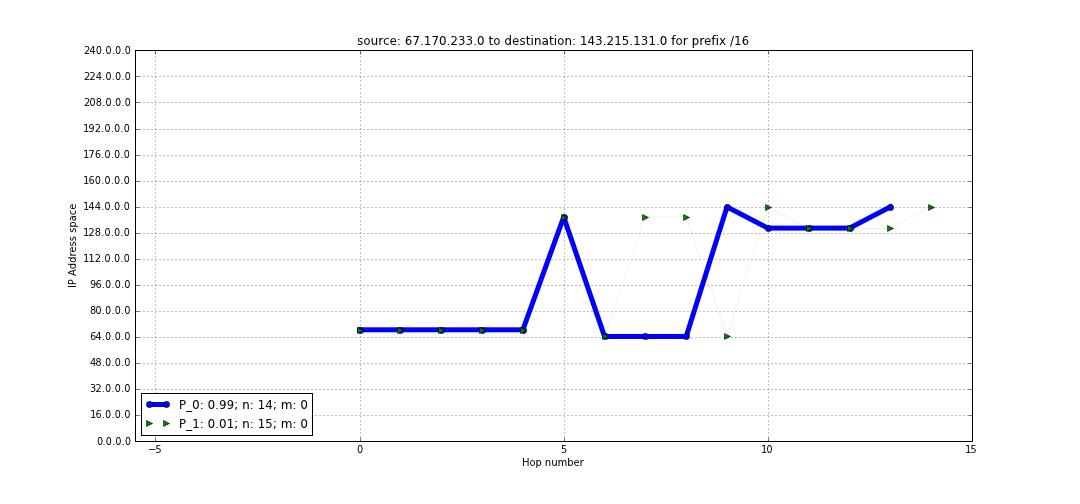 source: 67.170.233.0 to destination: 143.215.131.0 for prefix /16
240.0.0.0
224.0.0.0
208.0.0.0
192.0.0.0
176.0.0.0
160.0.0.0
144.0.0.0
128.0.0.0
112.0.0.0
96.0.0.0
80.0.0.0
64.0.0.0
48.0.0.0
32.0.0.0
16.0.0.0
0.0.0.0
IP Address space
P_0: 0.99; n: 14; m: 0
P_1: 0.01; n: 15; m: 0
−5 0 5 10 15
Hop number